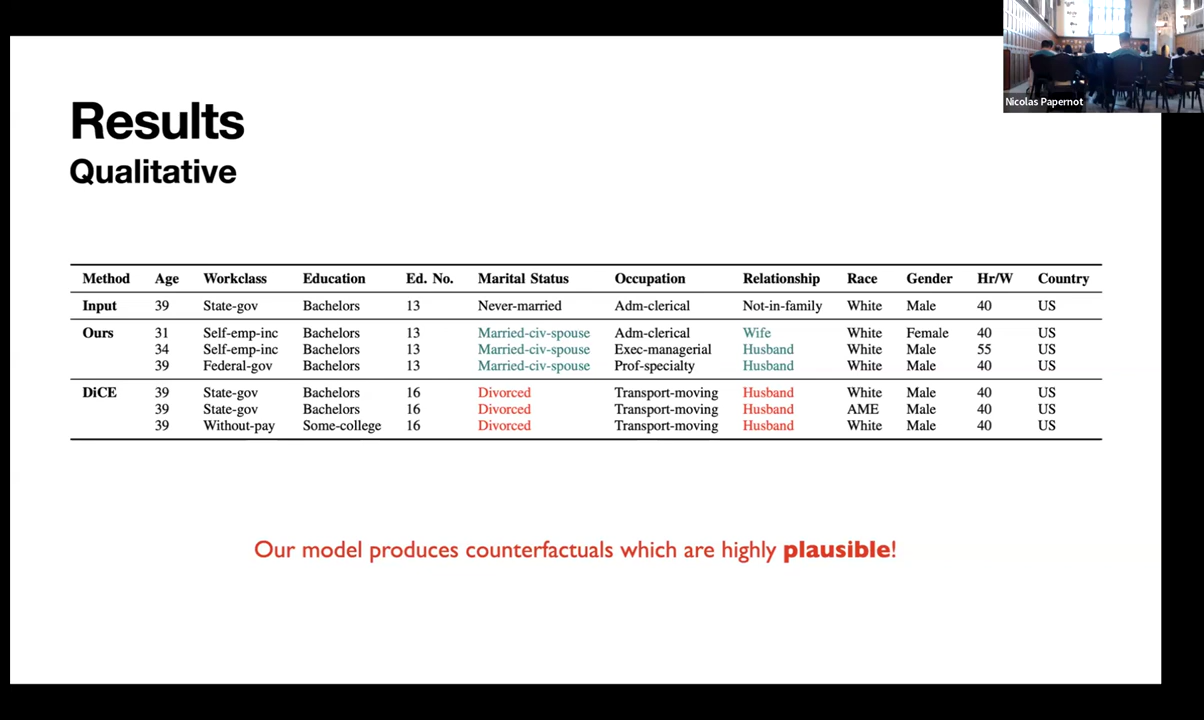 Nicolas Papernot
Results
Qualitative
Method Age Workclass Education Ed. No. Marital Status Occupation Relationship Race Gender Hr/W Country
Input 39 State-gov Bachelors 13 Never-married Adm-clerical Not-in-family White Male 40 US
Ours 31 Self-emp-inc Bachelors 13 Married-civ-spouse Adm-clerical Wife White Female 40 US
34 Self-emp-inc Bachelors 13 Married-civ-spouse Exec-managerial Husband White Male 55 US
39 Federal-gov Bachelors 13 Married-civ-spouse Prof-specialty Husband White Male 40 US
DiCE 39 State-gov Bachelors 16 Divorced Transport-moving Husband White Male 40 US
39 State-gov Bachelors 16 Divorced Transport-moving Husband AME Male 40 US
39 Without-pay Some-college 16 Divorced Transport-moving Husband White Male 40 US
Our model produces counterfactuals which are highly plausible!